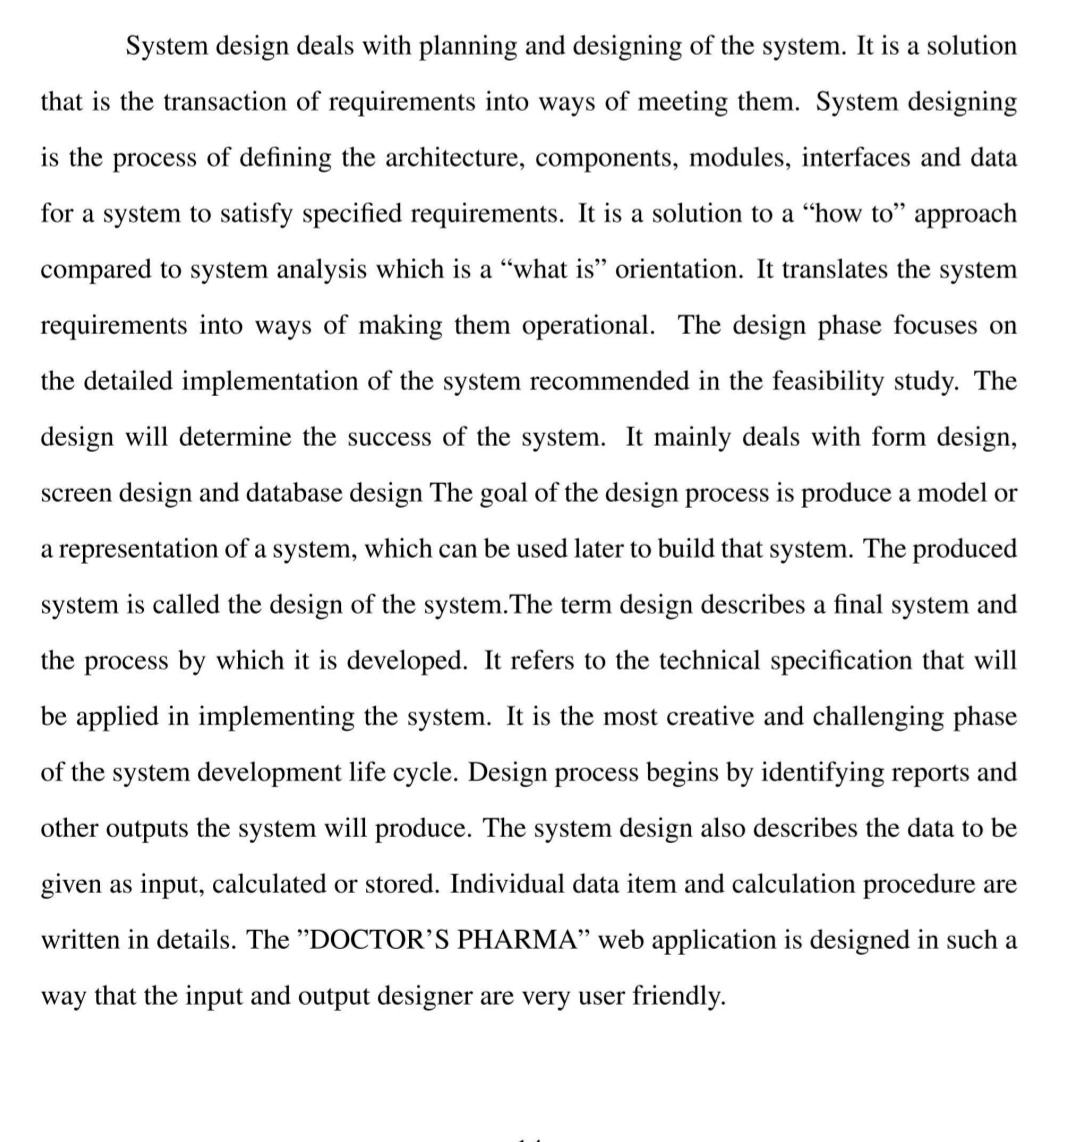 System design deals with planning and designing of the system. It is a solution
that is the transaction of requirements into ways of meeting them. System designing
is the process of defining the architecture, components, modules, interfaces and data
for a system to satisfy specified requirements. It is a solution to a “how to” approach
compared to system analysis which is a “what is” orientation. It translates the system
requirements into ways of making them operational. The design phase focuses on
the detailed implementation of the system recommended in the feasibility study. The
design will determine the success of the system. It mainly deals with form design,
screen design and database design The goal of the design process is produce a model or
a representation of a system, which can be used later to build that system. The produced
system is called the design of the system.The term design describes a final system and
the process by which it is developed. It refers to the technical specification that will
be applied in implementing the system. It is the most creative and challenging phase
of the system development life cycle. Design process begins by identifying reports and
other outputs the system will produce. The system design also describes the data to be
given as input, calculated or stored. Individual data item and calculation procedure are
written in details. The ”DOCTOR’S PHARMA” web application is designed in such a
way that the input and output designer are very user friendly.